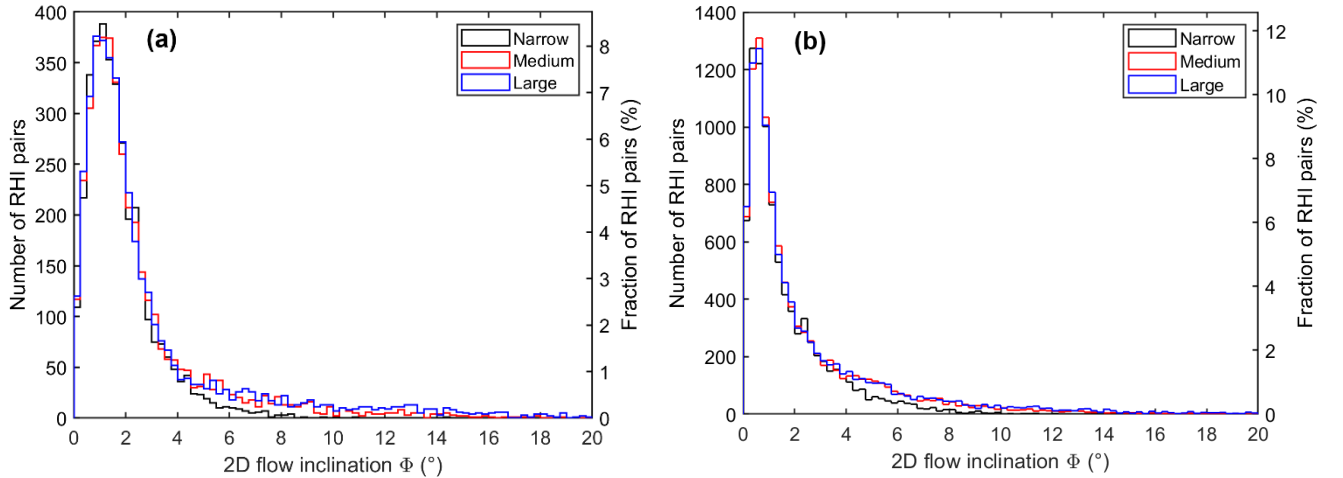 (a)
Narrow
Medium
Large
Number of RHI pairs
400
350
300
250
200
150
100
50
0
Fraction of RHI pairs (%)
8
7
6
5
4
3
2
1
0
0 2 4 6 8 10 12 14 16 18 20
2D flow inclination Φ (°)
(b)
Narrow
Medium
Large
Number of RHI pairs
1400
1200
1000
800
600
400
200
0
Fraction of RHI pairs (%)
12
10
8
6
4
2
0
0 2 4 6 8 10 12 14 16 18 20
2D flow inclination Φ (°)